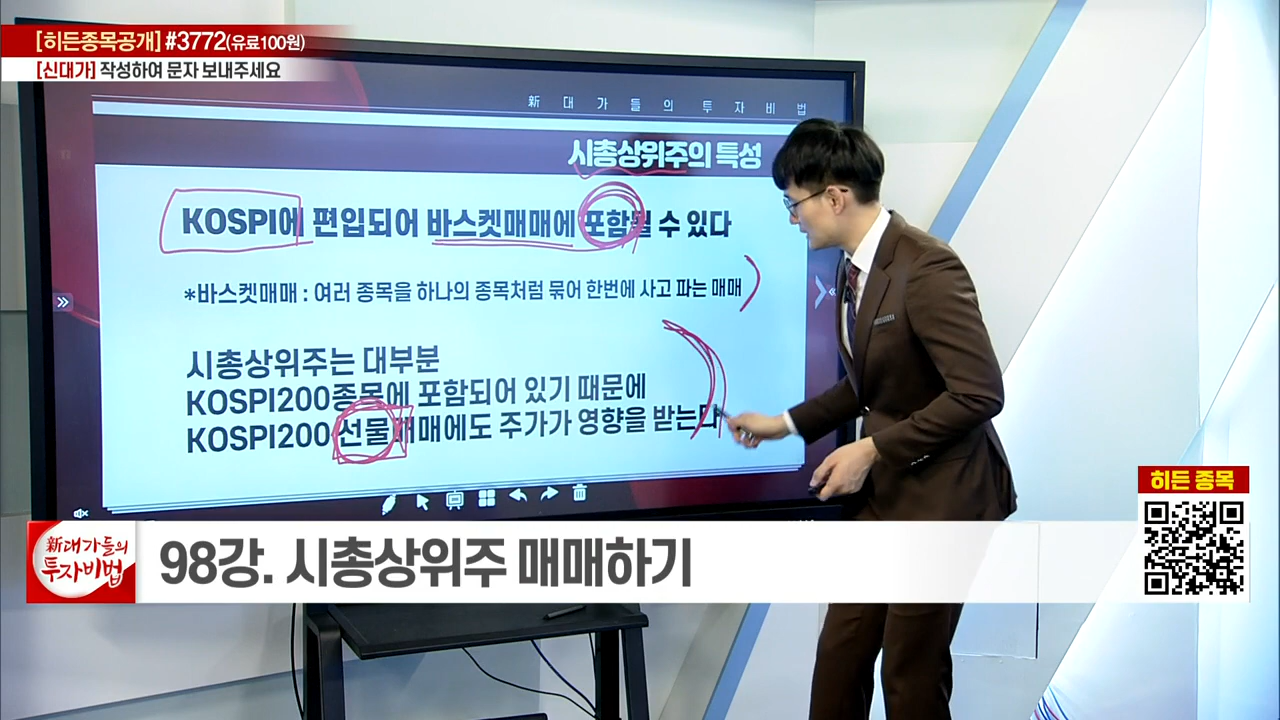 [히든종목공개] #3772(유료100원)
[신대가] 작성하여 문자 보내주세요
新 대 가 들 의 투 자 비 법
시총상위주의 특성
KOSPI에 편입되어 바스켓매매에 포함될 수 있다
*바스켓매매 : 여러 종목을 하나의 종목처럼 묶어 한번에 사고 파는 매매
시총상위주는 대부분
KOSPI200종목에 포함되어 있기 때문에
KOSPI200 선물매매에도 주가가 영향을 받는다
히든 종목
新대가들의
투자비법
98강. 시총상위주 매매하기